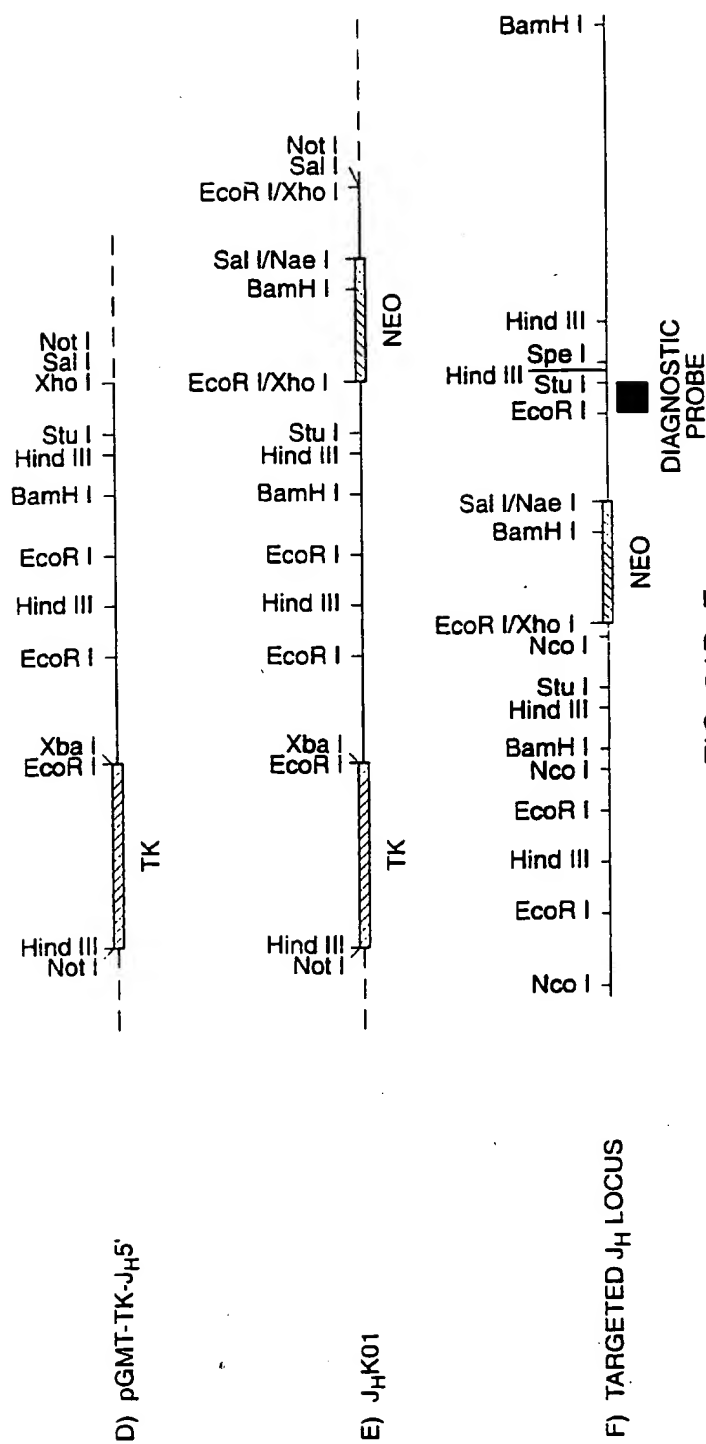 D) pGMT-TK-JH5'
Not I
Hind III
TK
EcoR I
Xba I
EcoR I
Hind III
EcoR I
BamH I
Hind III
Stu I
Xho I
Sal I
Not I
E) JHK01
Not I
Hind III
TK
EcoR I
Xba I
EcoR I
Hind III
EcoR I
BamH I
Hind III
Stu I
EcoR I/Xho I
NEO
BamH I
Sal I/Nae I
EcoR I/Xho I
Sal I
Not I
F) TARGETED JH LOCUS
Nco I
EcoR I
Hind III
EcoR I
Nco I
BamH I
Hind III
Stu I
Nco I
EcoR I/Xho I
NEO
BamH I
Sal I/Nae I
EcoR I
Stu I
Hind III
Spe I
Hind III
BamH I
DIAGNOSTIC
PROBE